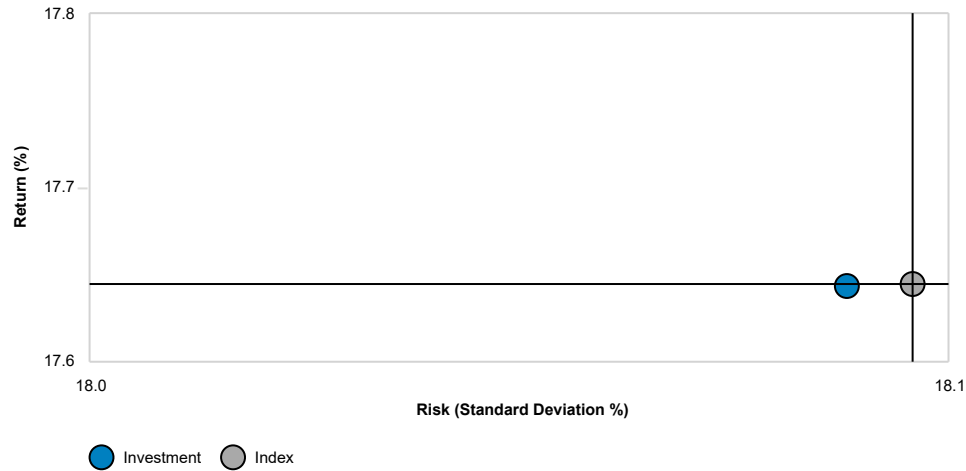 17.8
17.7
17.6
Return (%)
18.0
18.1
Risk (Standard Deviation %)
Investment
Index